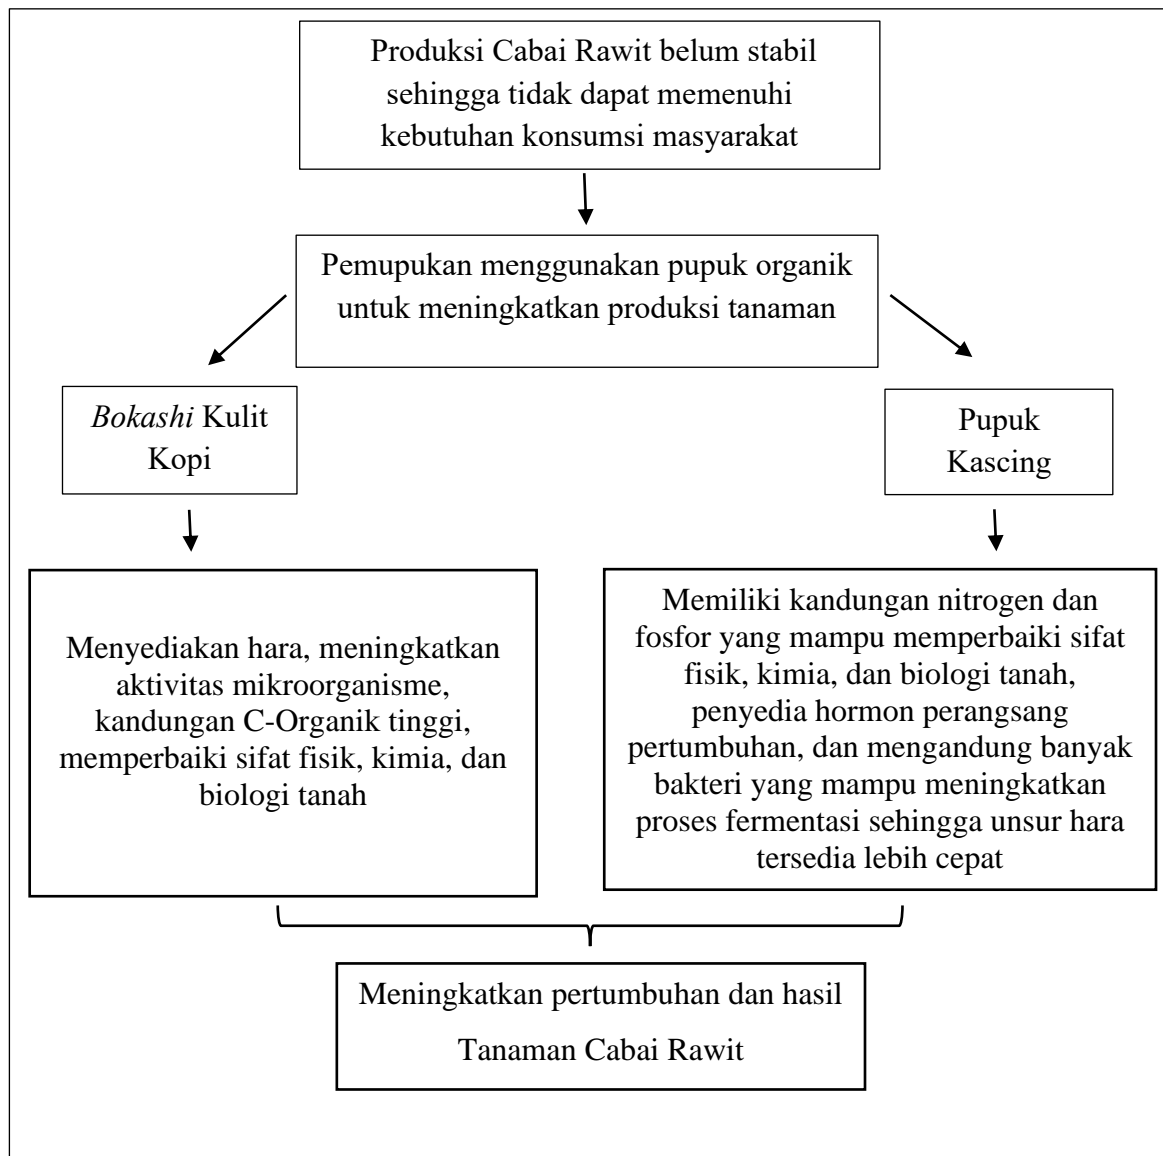 Produksi Cabai Rawit belum stabil
sehingga tidak dapat memenuhi
kebutuhan konsumsi masyarakat
Pemupukan menggunakan pupuk organik
untuk meningkatkan produksi tanaman
Bokashi Kulit
Kopi
Pupuk
Kascing
Menyediakan hara, meningkatkan
aktivitas mikroorganisme,
kandungan C-Organik tinggi,
memperbaiki sifat fisik, kimia, dan
biologi tanah
Memiliki kandungan nitrogen dan
fosfor yang mampu memperbaiki sifat
fisik, kimia, dan biologi tanah,
penyedia hormon perangsang
pertumbuhan, dan mengandung banyak
bakteri yang mampu meningkatkan
proses fermentasi sehingga unsur hara
tersedia lebih cepat
Meningkatkan pertumbuhan dan hasil
Tanaman Cabai Rawit